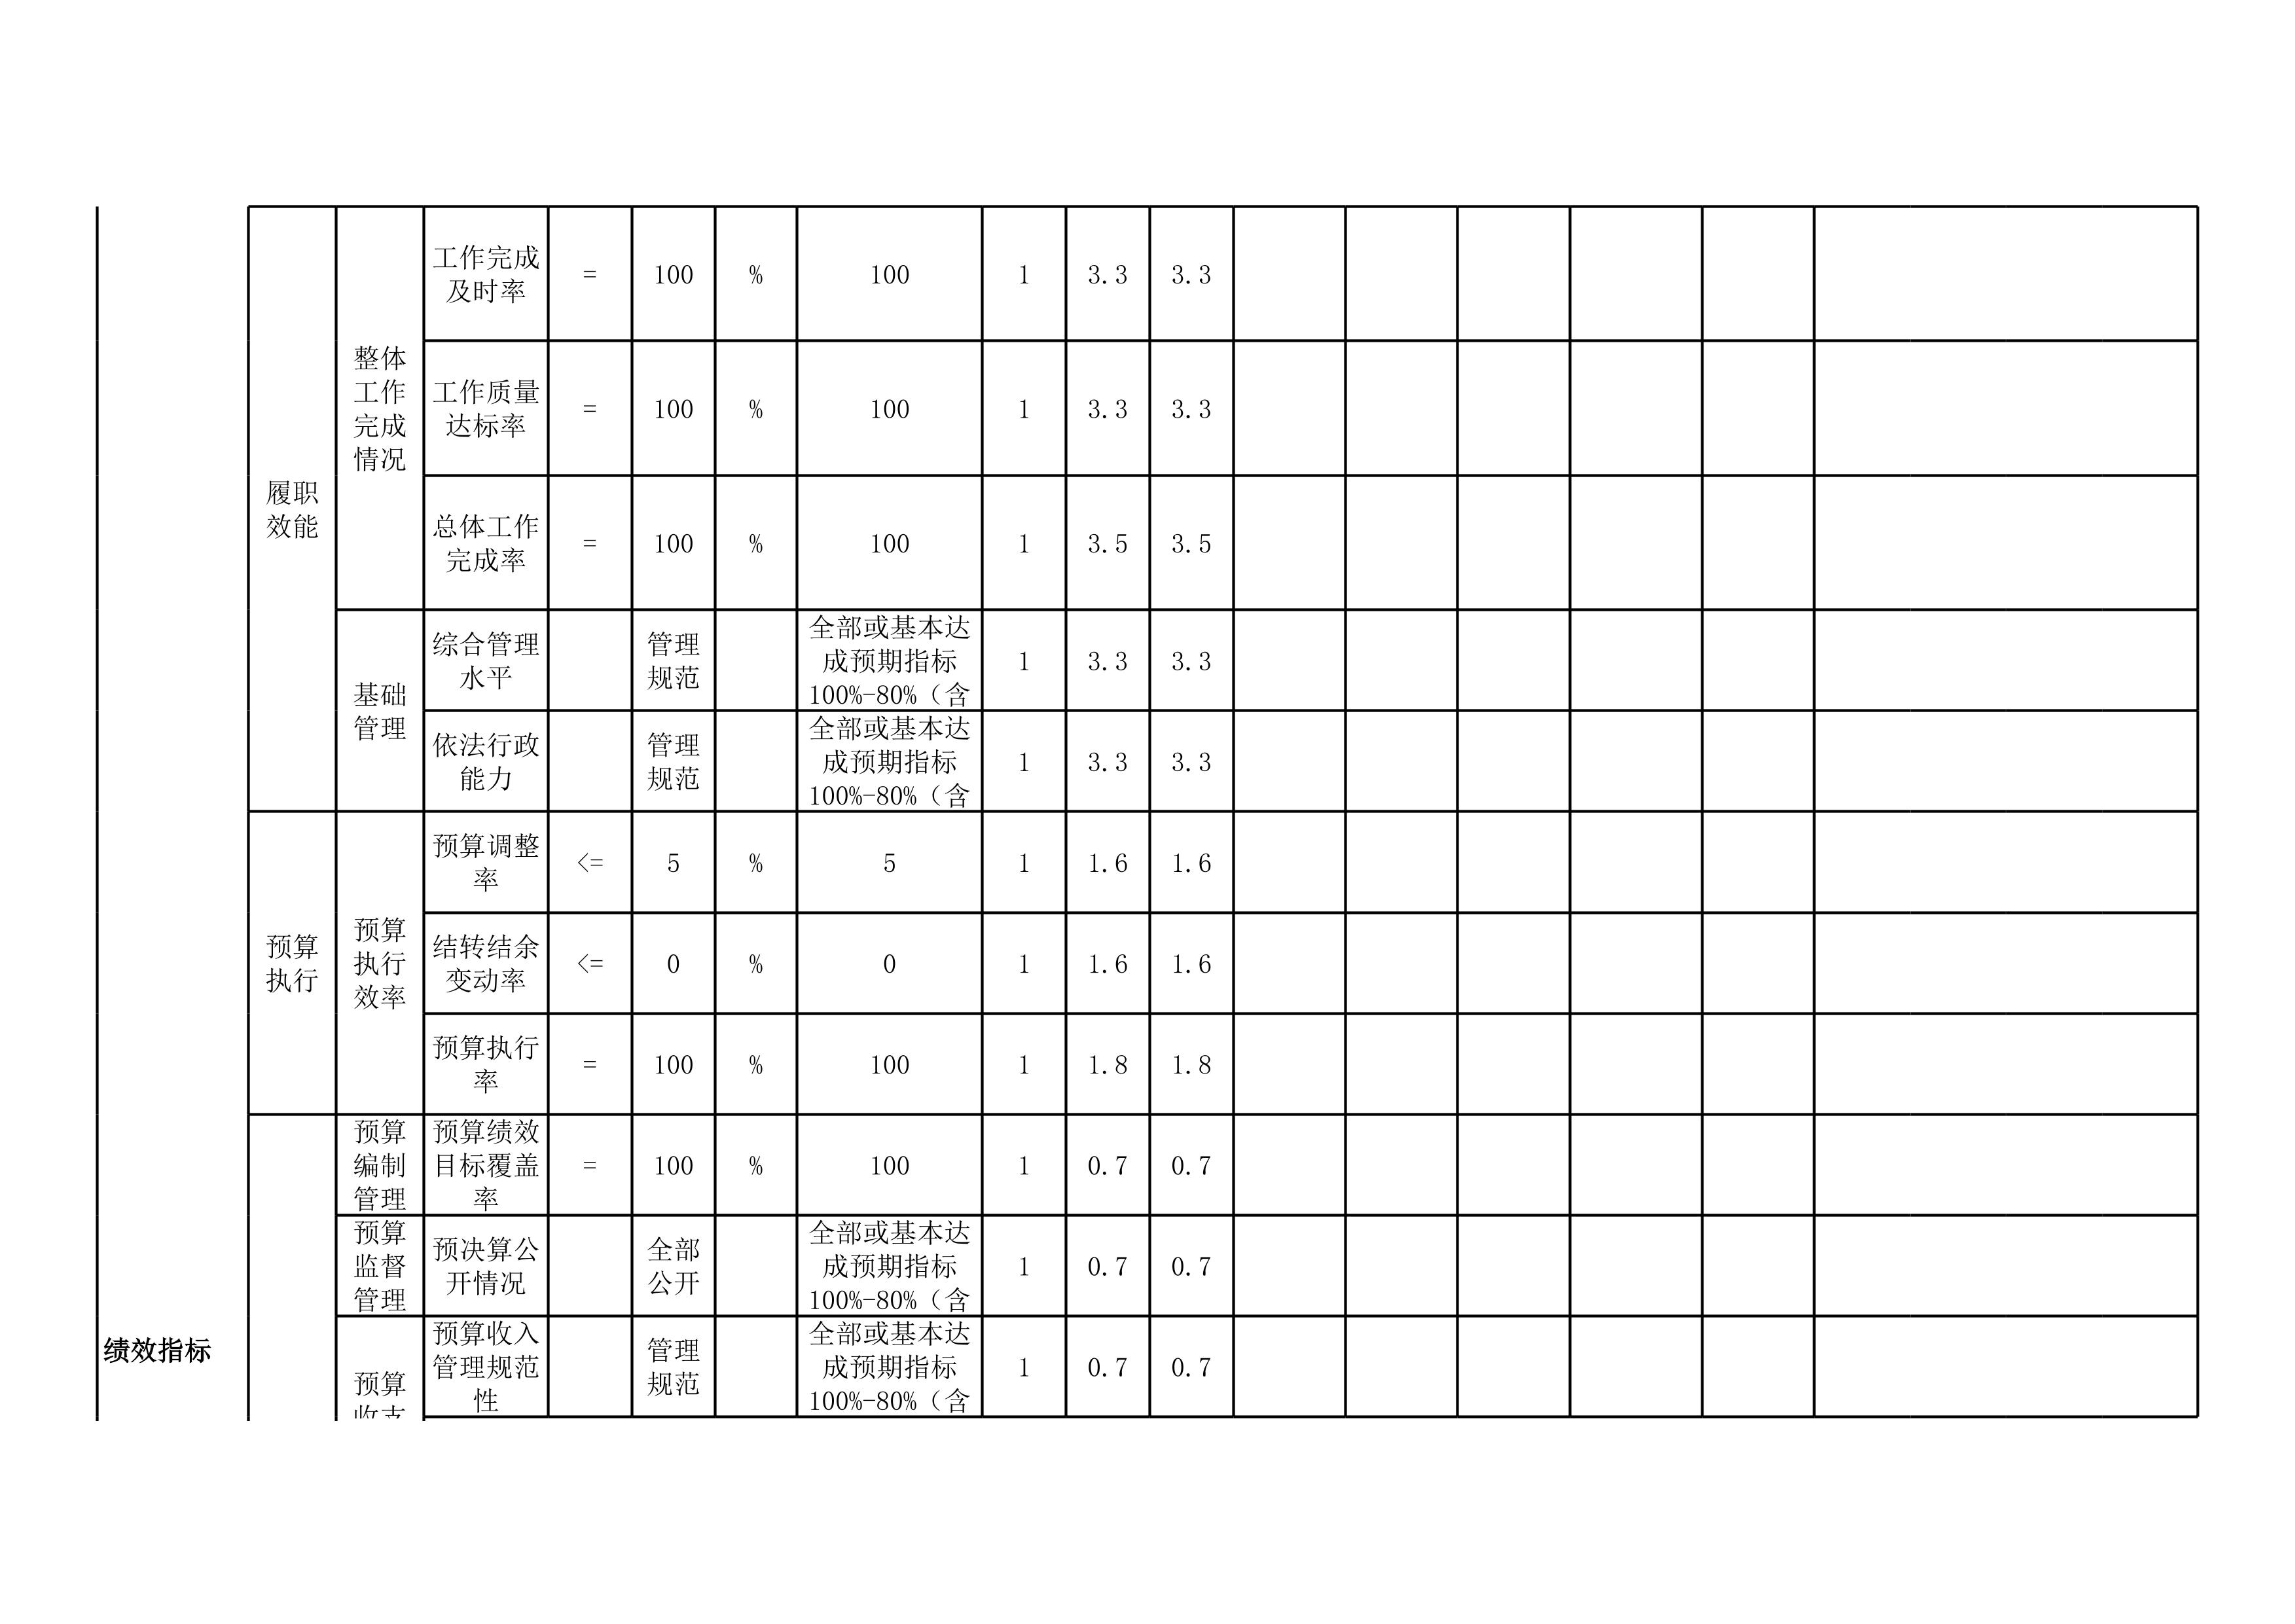 绩效指标
履职
效能
整体
工作
完成
情况
工作完成
及时率
=
100
%
100
1
3.3
3.3
工作质量
达标率
=
100
%
100
1
3.3
3.3
总体工作
完成率
=
100
%
100
1
3.5
3.5
基础
管理
综合管理
水平
管理
规范
全部或基本达
成预期指标
100%-80%（含
1
3.3
3.3
依法行政
能力
管理
规范
全部或基本达
成预期指标
100%-80%（含
1
3.3
3.3
预算
执行
预算
执行
效率
预算调整
率
<=
5
%
5
1
1.6
1.6
结转结余
变动率
<=
0
%
0
1
1.6
1.6
预算执行
率
=
100
%
100
1
1.8
1.8
预算
编制
管理
预算绩效
目标覆盖
率
=
100
%
100
1
0.7
0.7
预算
监督
管理
预决算公
开情况
全部
公开
全部或基本达
成预期指标
100%-80%（含
1
0.7
0.7
预算
收支
预算收入
管理规范
性
管理
规范
全部或基本达
成预期指标
100%-80%（含
1
0.7
0.7